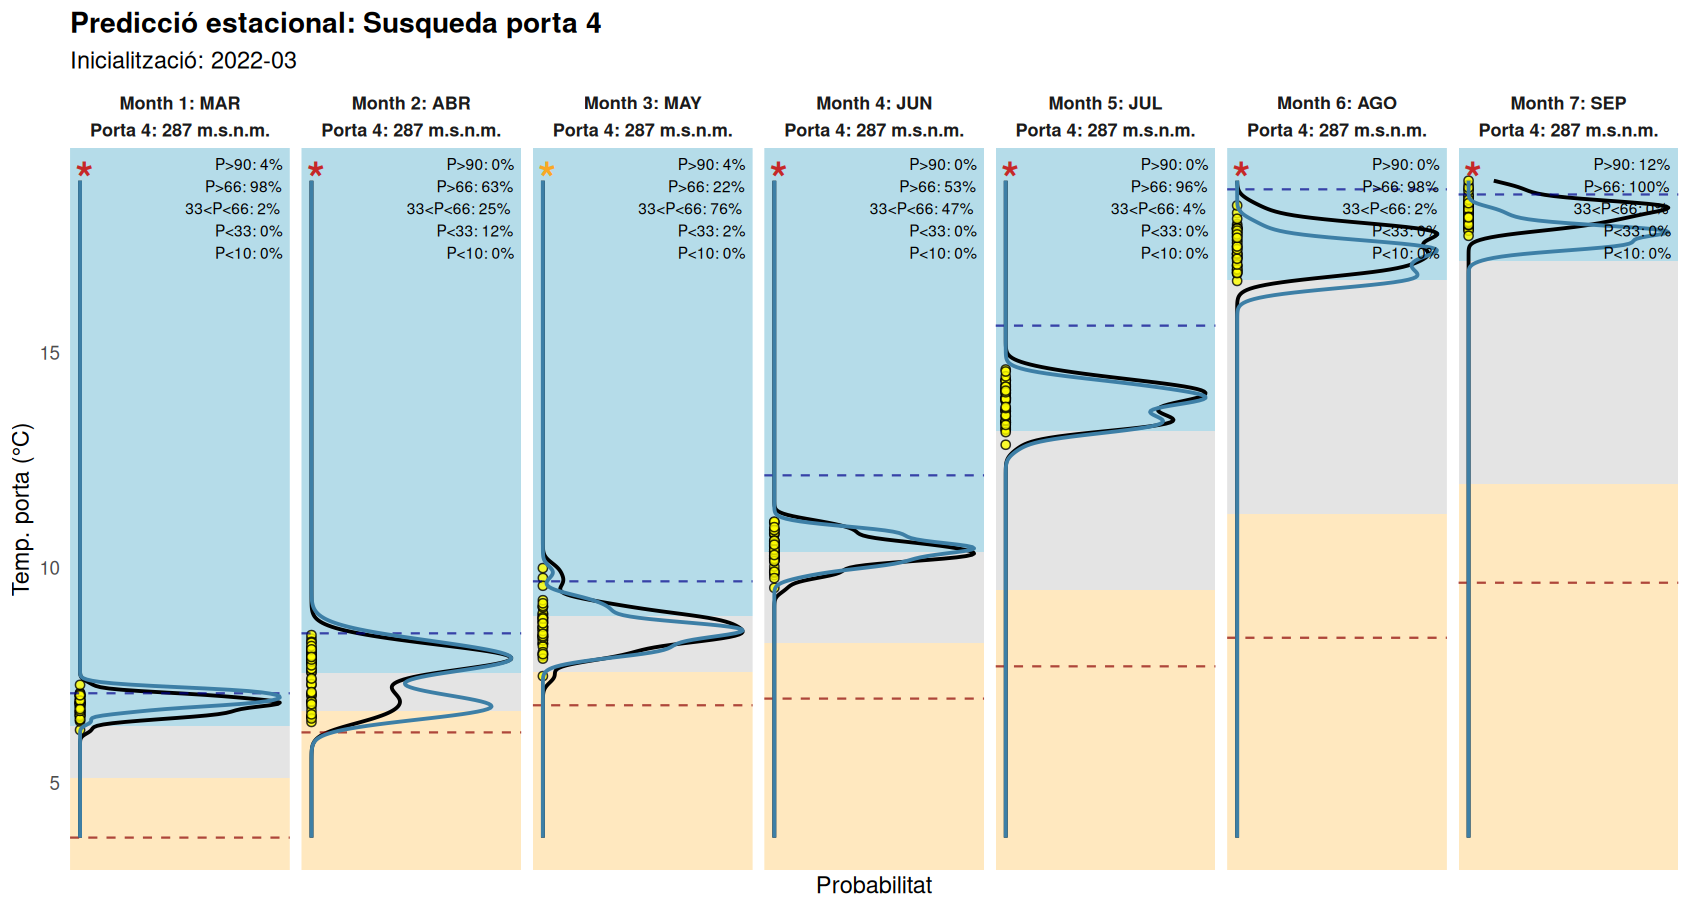 Predicció estacional: Susqueda porta 4
Inicialització: 2022-03
Month 1: MAR
Porta 4: 287 m.s.n.m.
Month 2: ABR
Porta 4: 287 m.s.n.m.
Month 3: MAY
Porta 4: 287 m.s.n.m.
Month 4: JUN
Porta 4: 287 m.s.n.m.
Month 5: JUL
Porta 4: 287 m.s.n.m.
Month 6: AGO
Porta 4: 287 m.s.n.m.
Month 7: SEP
Porta 4: 287 m.s.n.m.
*
P>90: 4%
P>66: 98%
33<P<66: 2%
P<33: 0%
P<10: 0%
*
P>90: 0%
P>66: 63%
33<P<66: 25%
P<33: 12%
P<10: 0%
*
P>90: 4%
P>66: 22%
33<P<66: 76%
P<33: 2%
P<10: 0%
*
P>90: 0%
P>66: 53%
33<P<66: 47%
P<33: 0%
P<10: 0%
*
P>90: 0%
P>66: 96%
33<P<66: 4%
P<33: 0%
P<10: 0%
*
P>90: 0%
P>66: 98%
33<P<66: 2%
P<33: 0%
P<10: 0%
*
P>90: 12%
P>66: 100%
33<P<66: 0%
P<33: 0%
P<10: 0%
15
10
5
Temp. porta (°C)
Probabilitat